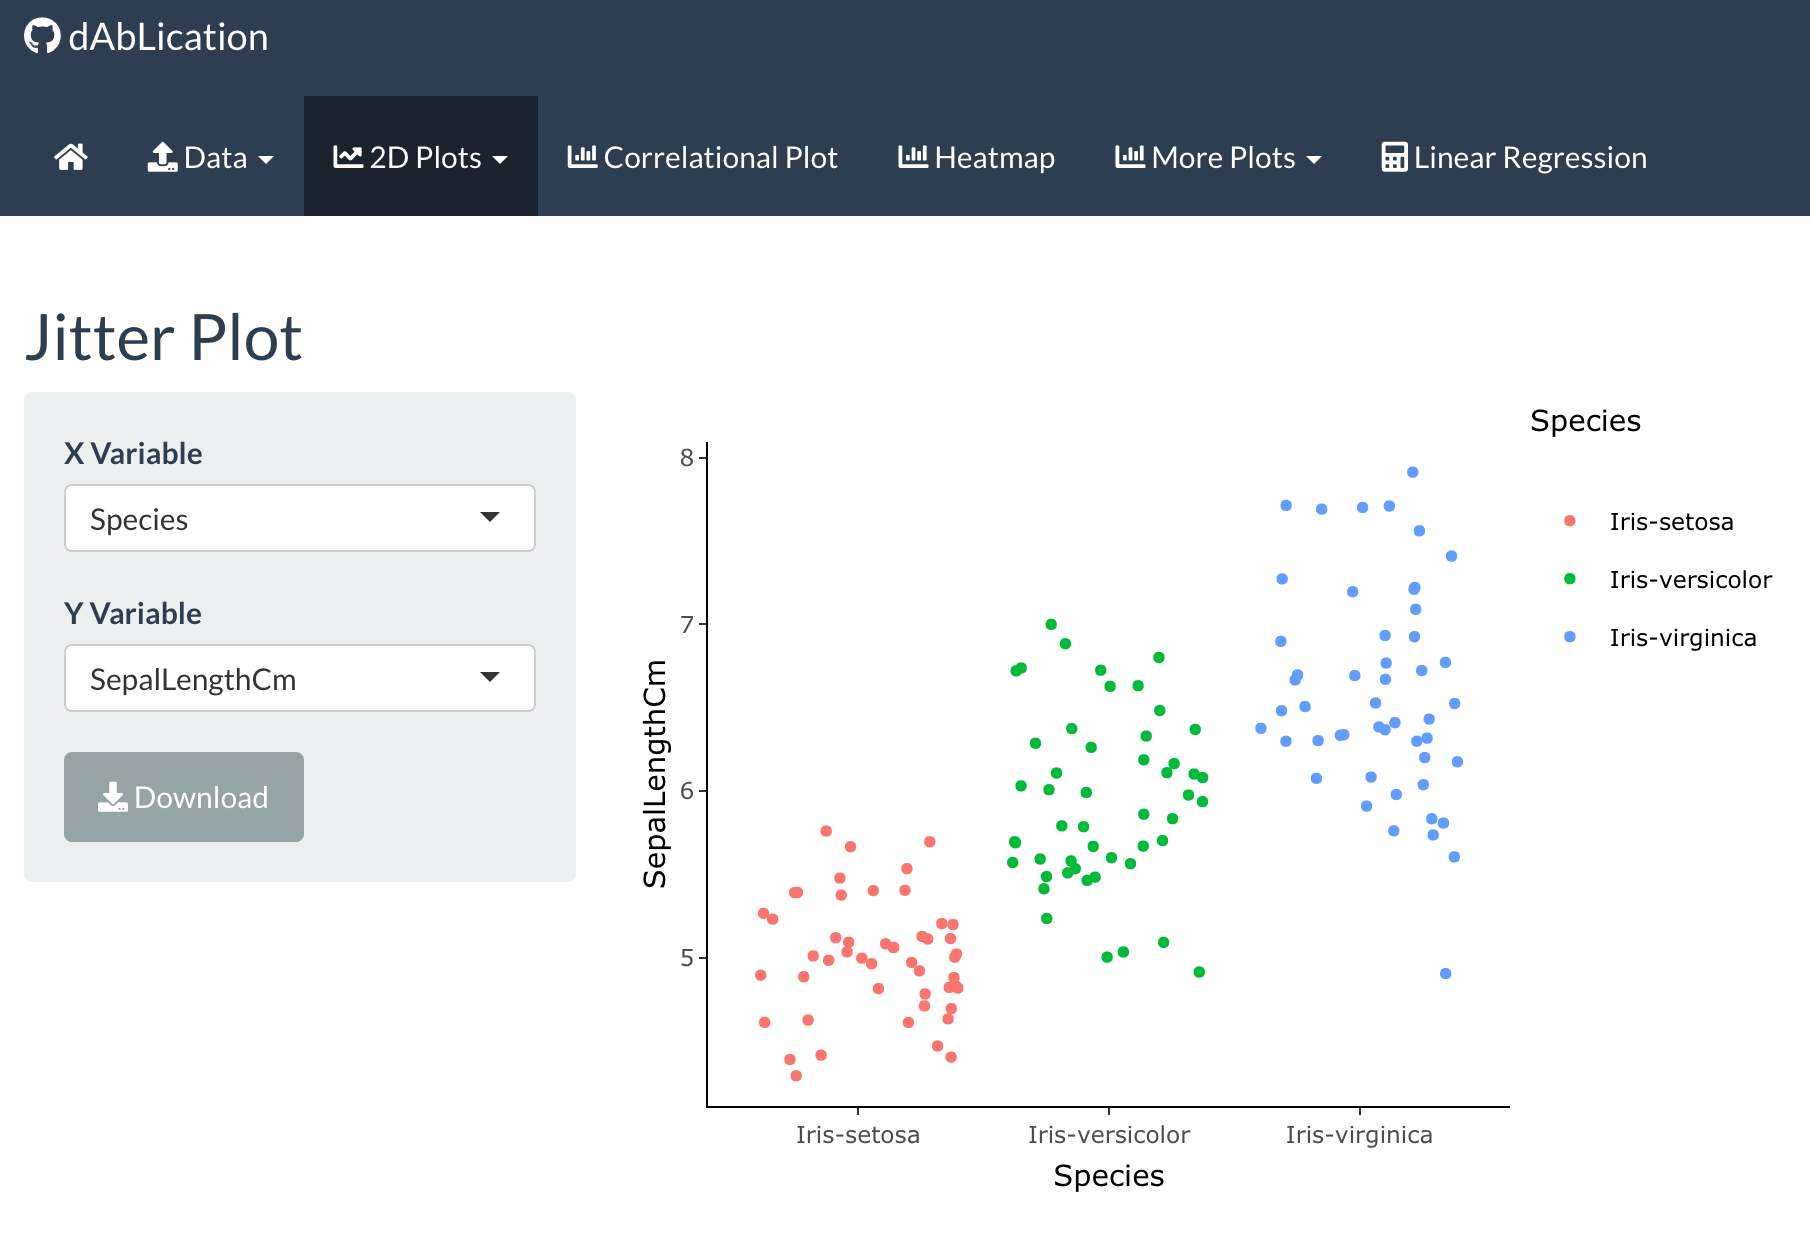 dAbLication
Data
2D Plots
Correlational Plot
Heatmap
More Plots
Linear Regression
Jitter Plot
X Variable
Species
Y Variable
SepalLengthCm
Download
Species
Iris-setosa
Iris-versicolor
Iris-virginica
8
7
6
5
SepalLengthCm
Iris-setosa
Iris-versicolor
Iris-virginica
Species